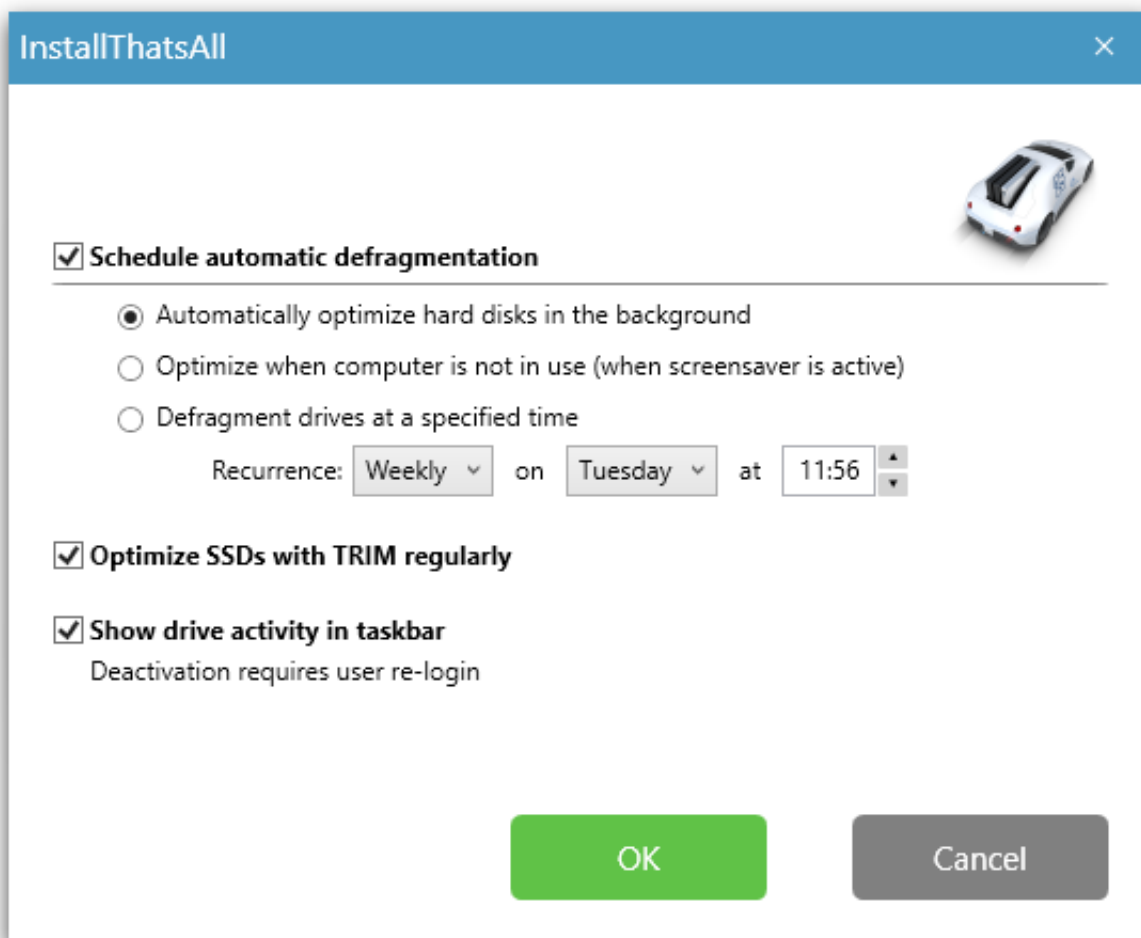 InstallThatsAll
Schedule automatic defragmentation
Automatically optimize hard disks in the background
Optimize when computer is not in use (when screensaver is active)
Defragment drives at a specified time
Recurrence: Weekly on Tuesday at 11:56
Optimize SSDs with TRIM regularly
Show drive activity in taskbar
Deactivation requires user re-login
OK Cancel